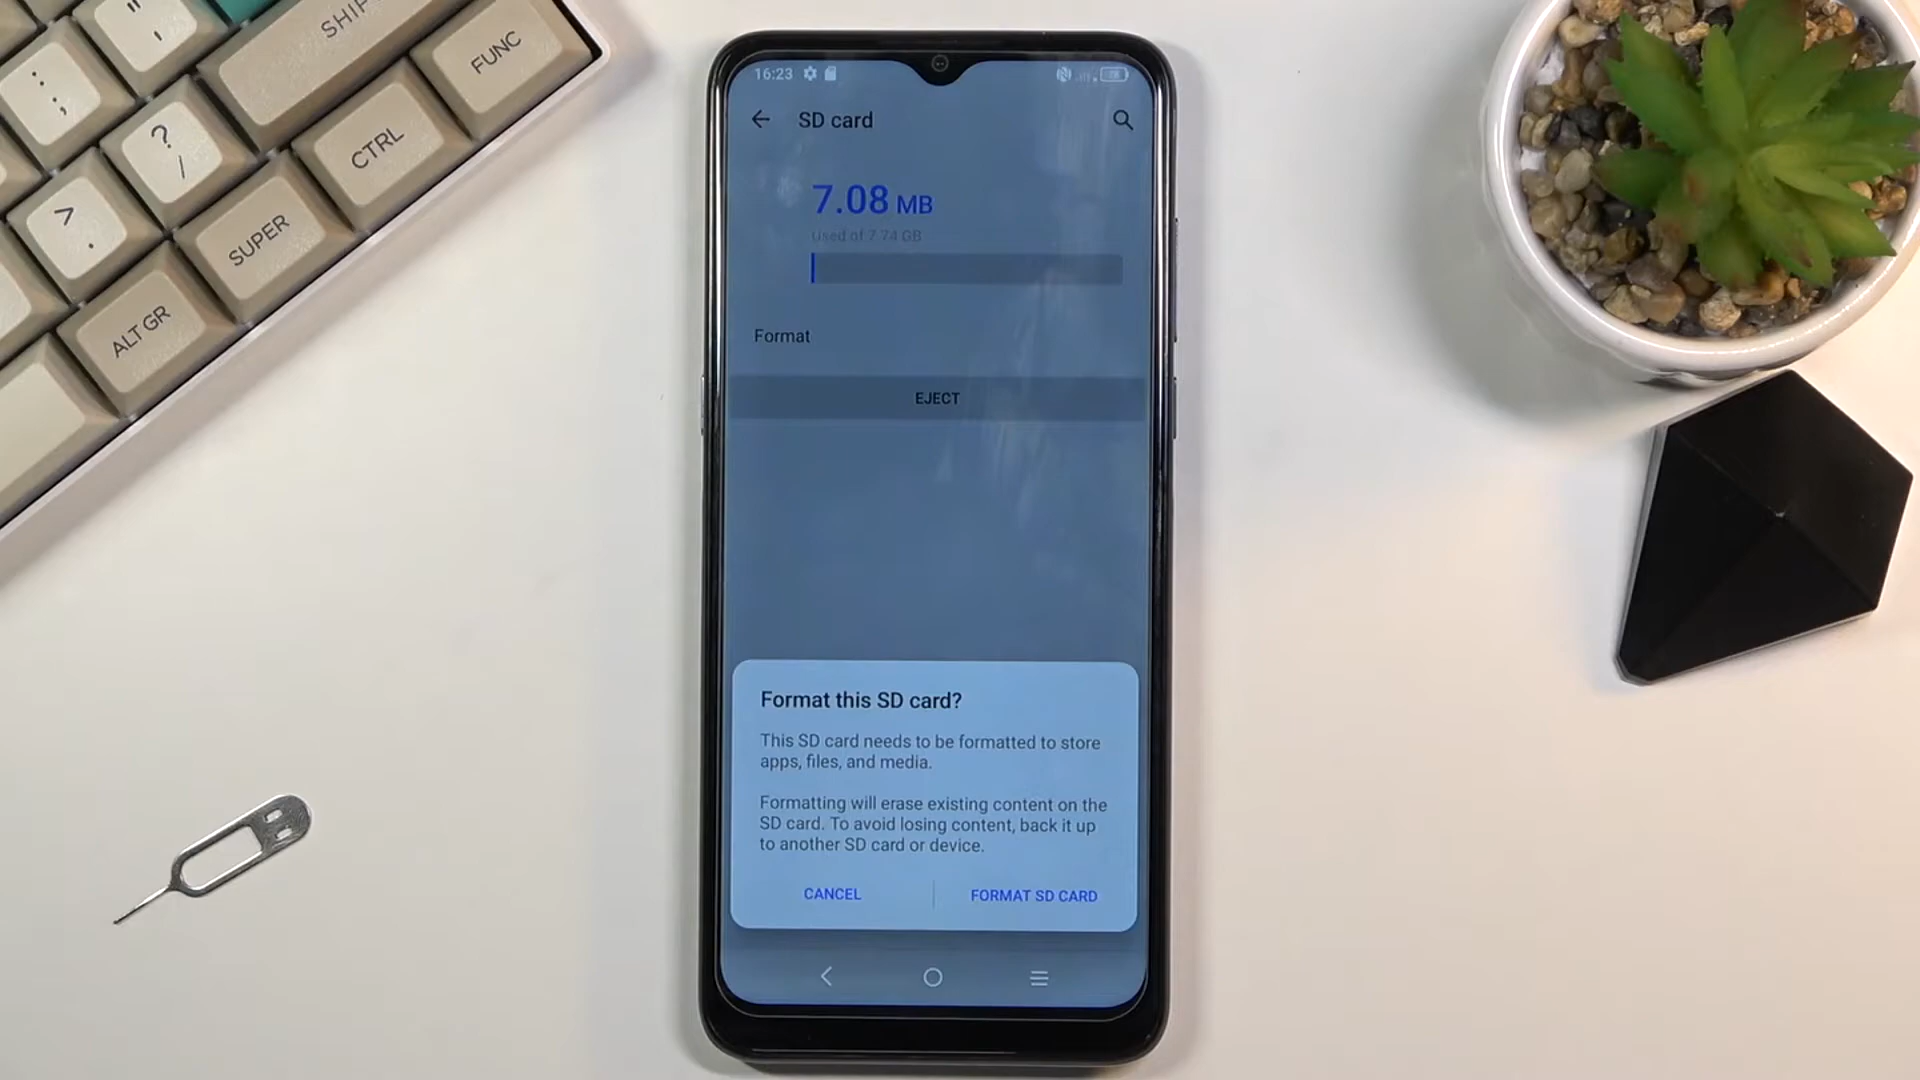 "
'
SHIFT
FUNC
:
;
?
/
CTRL
>
.
SUPER
ALT GR
16:23
SD card
7.08 MB
Used of 7.74 GB
Format
EJECT
Format this SD card?
This SD card needs to be formatted to store
apps, files, and media.
Formatting will erase existing content on the
SD card. To avoid losing content, back it up
to another SD card or device.
CANCEL
FORMAT SD CARD